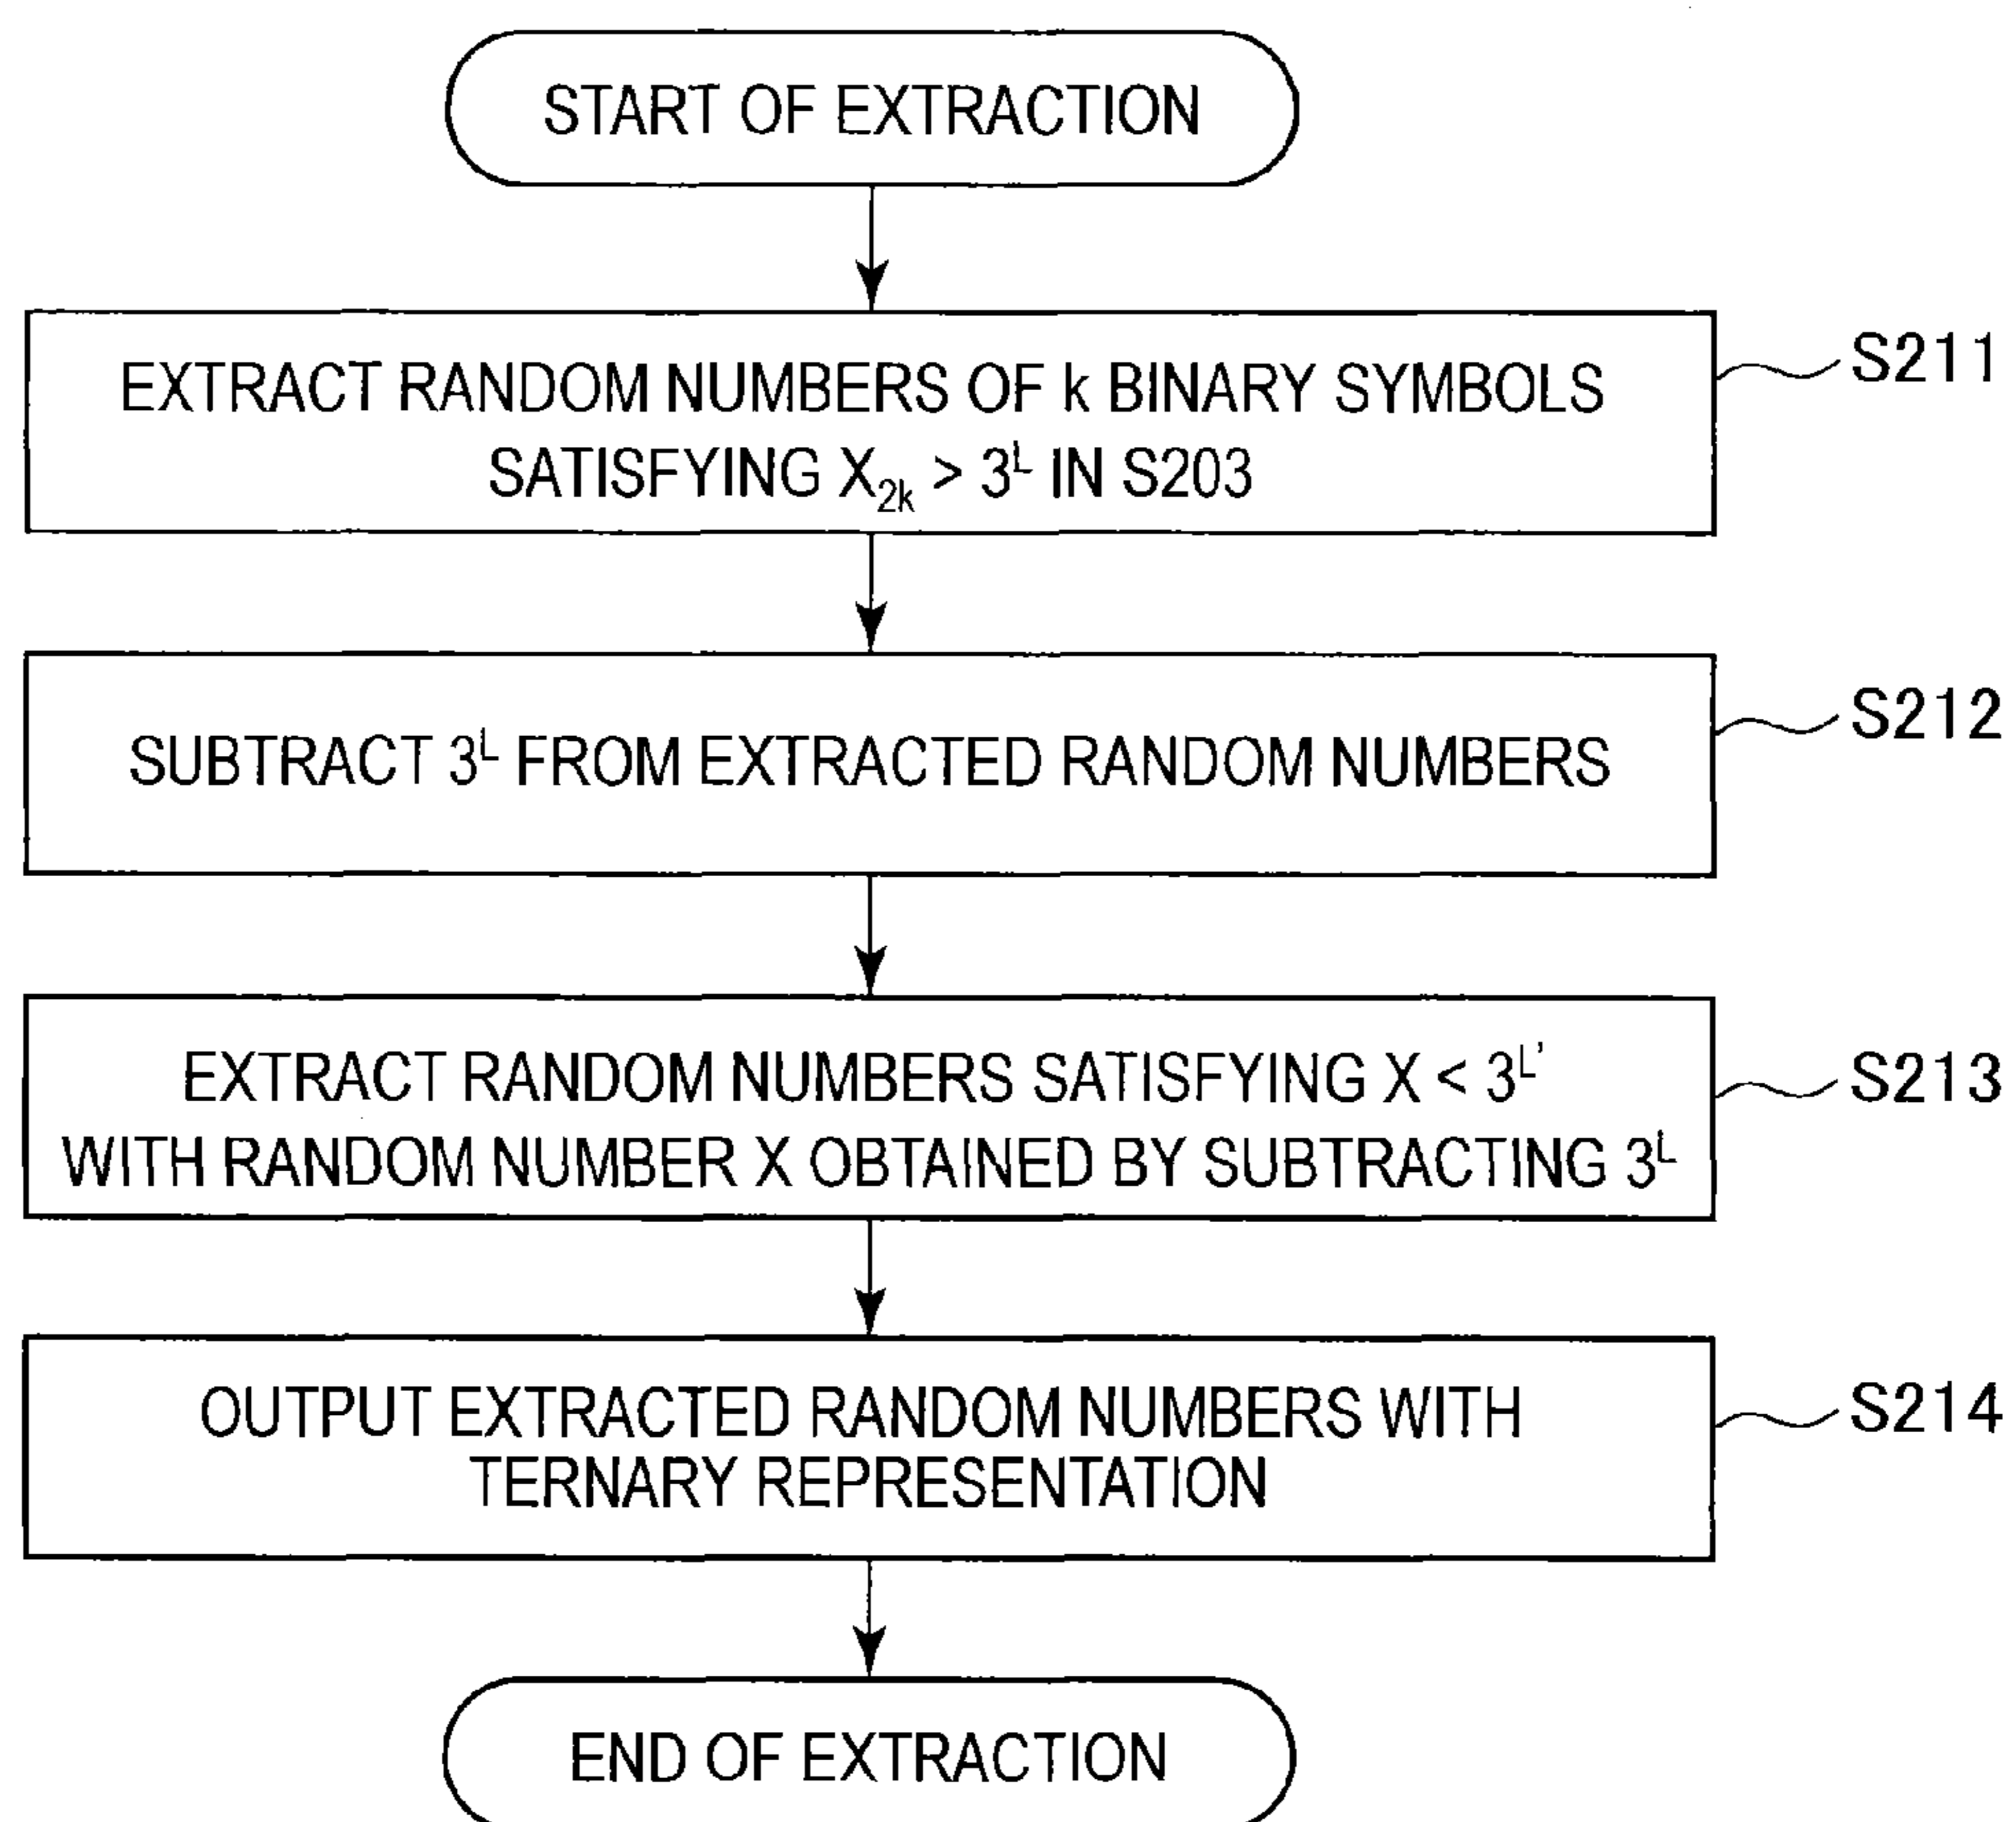 START OF EXTRACTION
EXTRACT RANDOM NUMBERS OF k BINARY SYMBOLS
SATISFYING X₂ₖ > 3ᴸ IN S203
S211
SUBTRACT 3ᴸ FROM EXTRACTED RANDOM NUMBERS
S212
EXTRACT RANDOM NUMBERS SATISFYING X < 3ᴸ'
WITH RANDOM NUMBER X OBTAINED BY SUBTRACTING 3ᴸ
S213
OUTPUT EXTRACTED RANDOM NUMBERS WITH
TERNARY REPRESENTATION
S214
END OF EXTRACTION